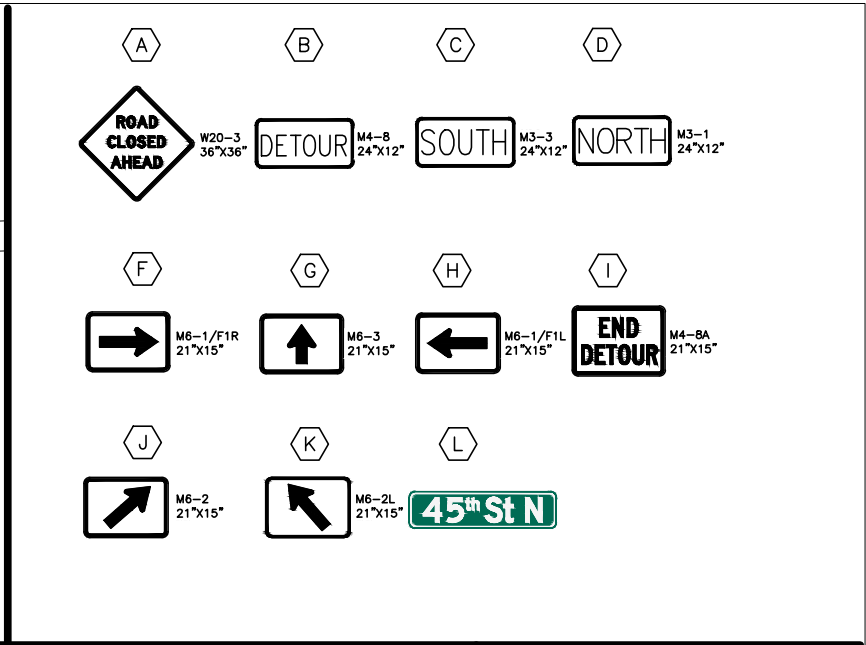 A
B
C
D
ROAD
CLOSED
AHEAD
W20-3
36"X36"
DETOUR
M4-8
24"X12"
SOUTH
M3-3
24"X12"
NORTH
M3-1
24"X12"
F
G
H
I
M6-1/F1R
21"X15"
M6-3
21"X15"
M6-1/F1L
21"X15"
END
DETOUR
M4-8A
21"X15"
J
K
L
M6-2
21"X15"
M6-2L
21"X15"
45th St N